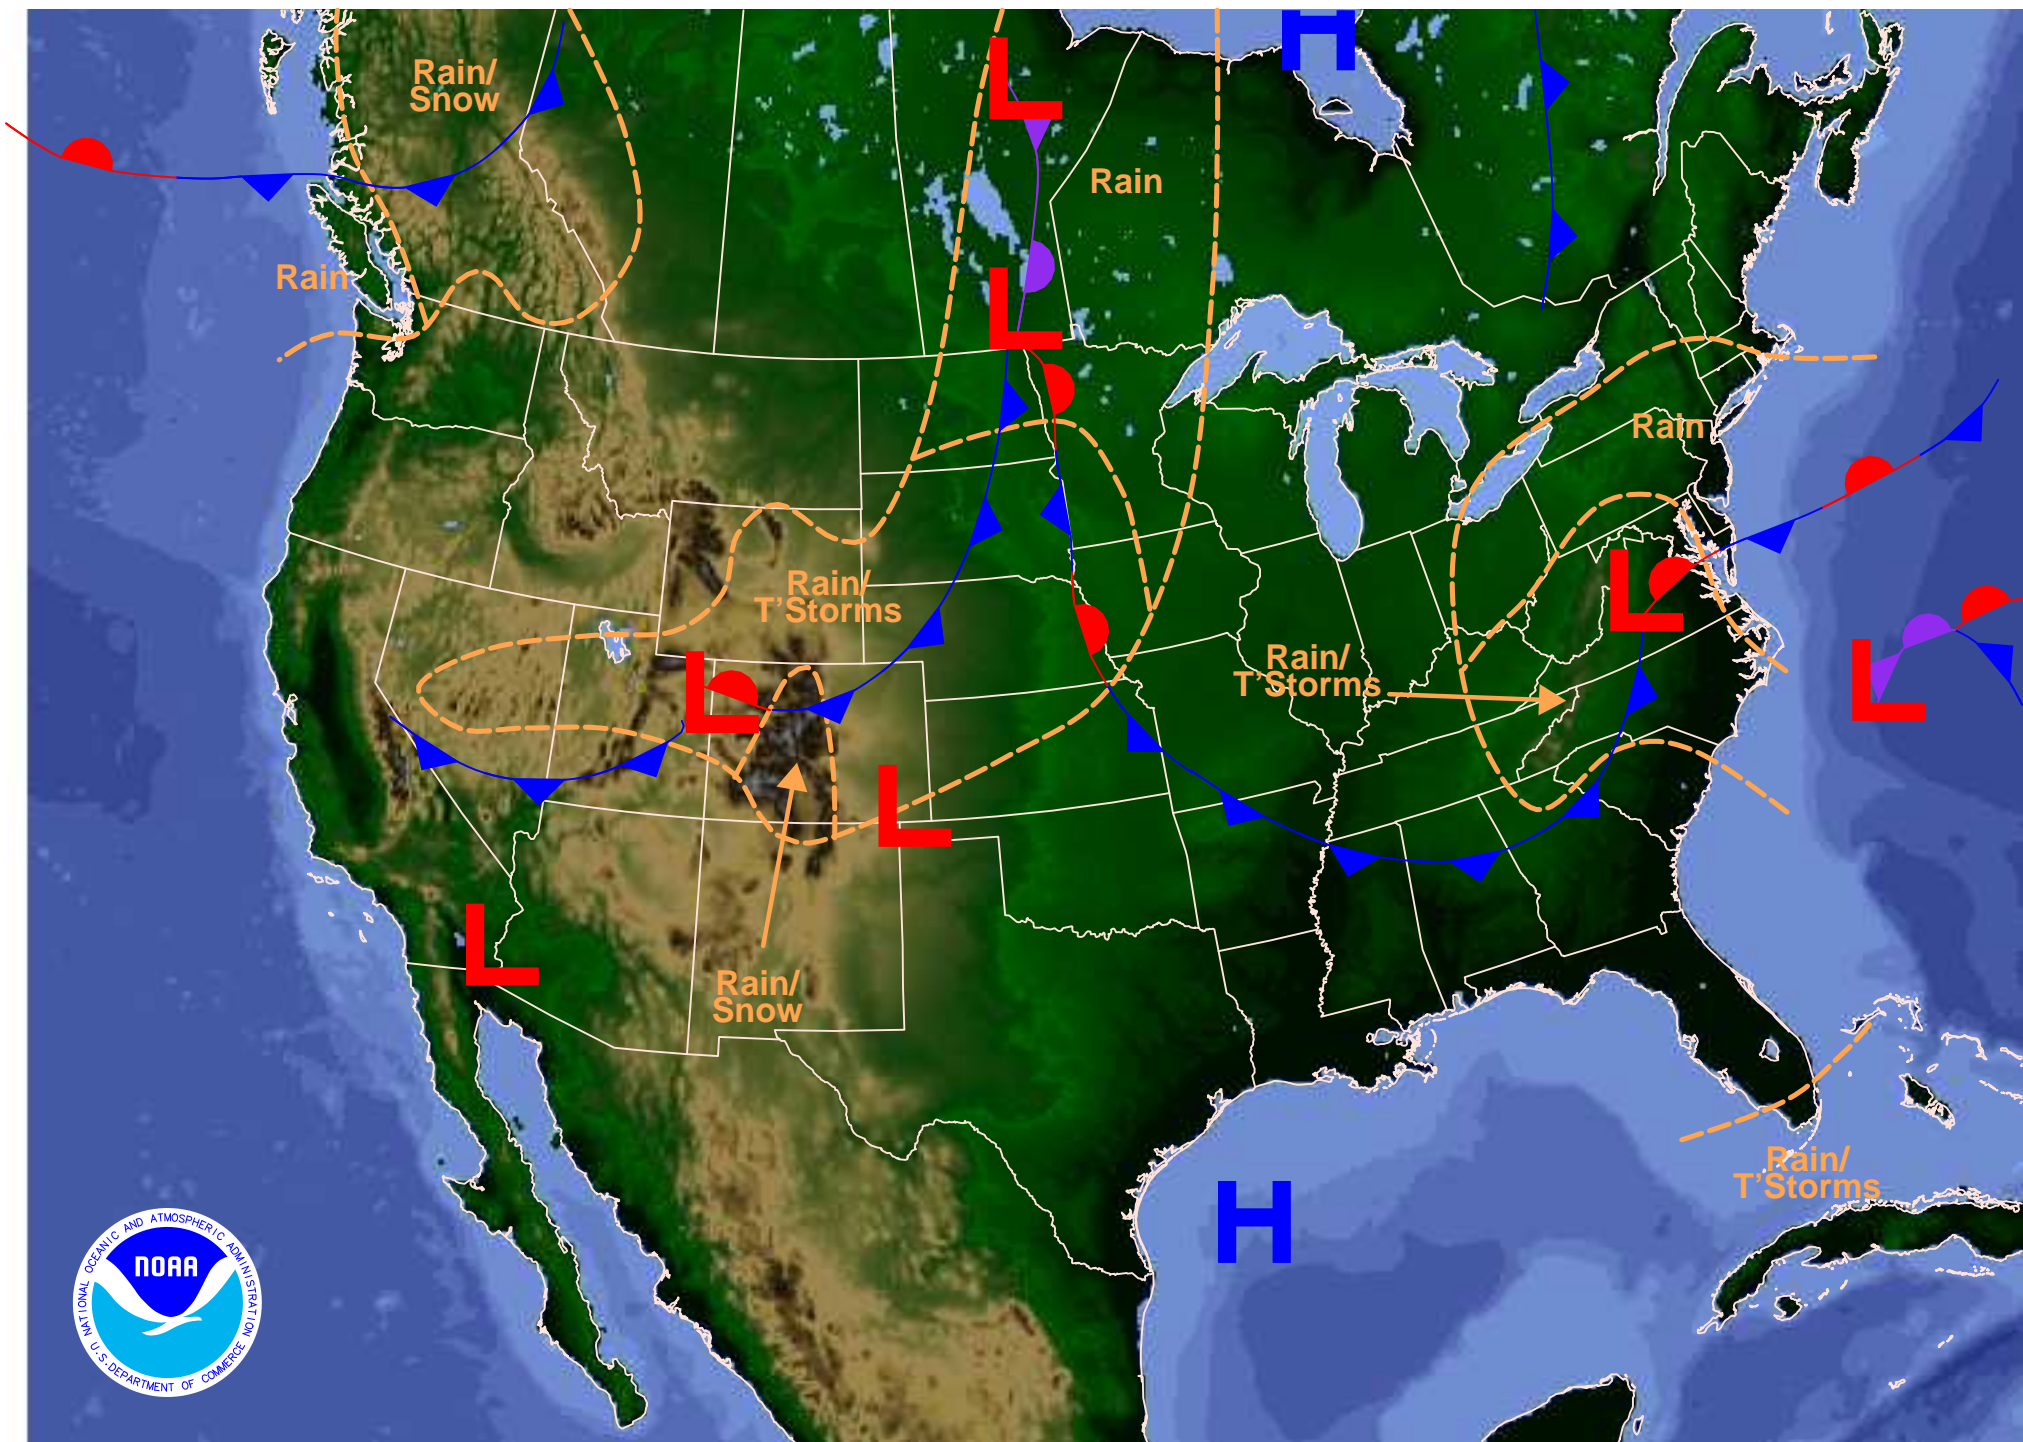 H
Rain/
Snow
L
Rain
Rain
L
Rain
Rain/
T'Storms
L
Rain/
T'Storms
L
L
L
L
Rain/
Snow
Rain/
T'Storms
H
NATIONAL OCEANIC AND ATMOSPHERIC ADMINISTRATION
NOAA
U.S. DEPARTMENT OF COMMERCE